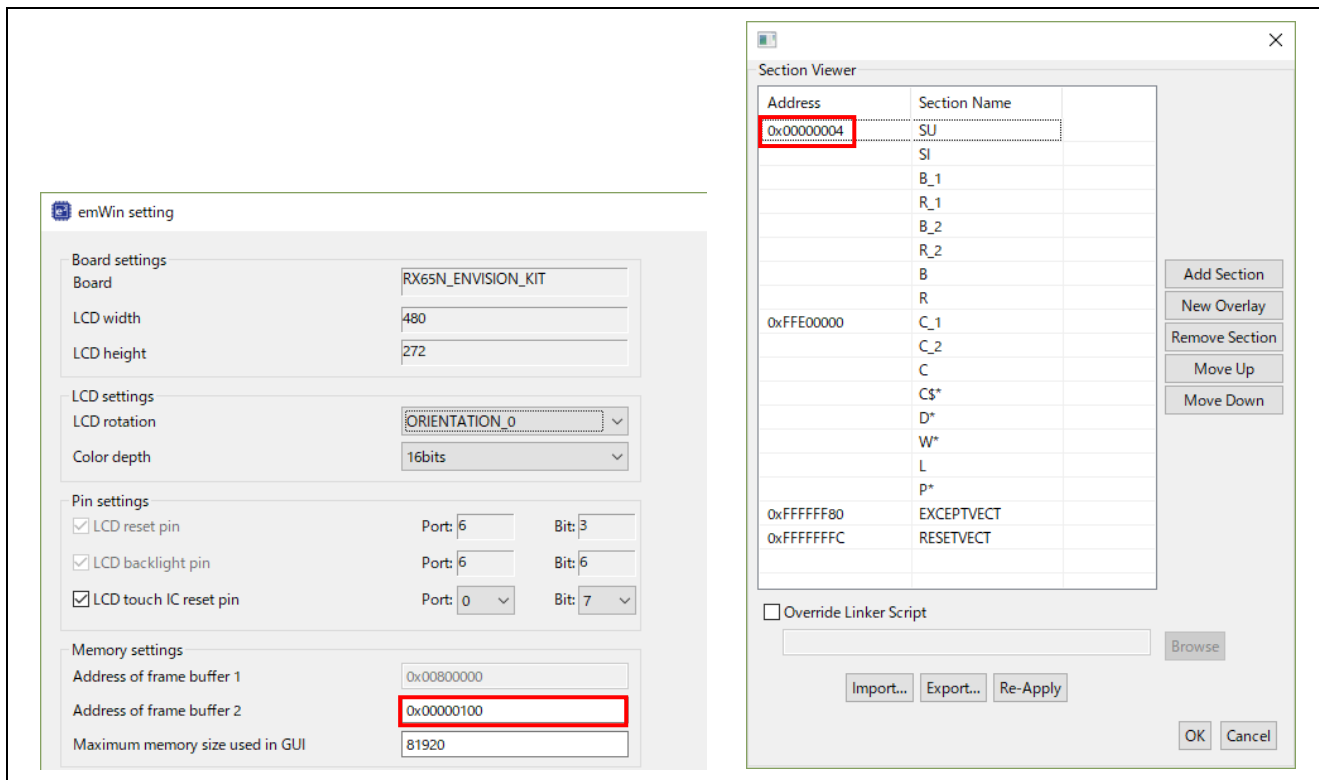 emWin setting
Board settings
Board RX65N_ENVISION_KIT
LCD width 480
LCD height 272
LCD settings
LCD rotation ORIENTATION_0
Color depth 16bits
Pin settings
LCD reset pin Port: 6 Bit: 3
LCD backlight pin Port: 6 Bit: 6
LCD touch IC reset pin Port: 0 Bit: 7
Memory settings
Address of frame buffer 1 0x00800000
Address of frame buffer 2 0x00000100
Maximum memory size used in GUI 81920
Section Viewer
Address Section Name
0x00000004 SU
SI
B_1
R_1
B_2
R_2
B
R
0xFFE00000 C_1
C_2
C
C$*
D*
W*
L
P*
0xFFFFFF80 EXCEPTVECT
0xFFFFFFFC RESETVECT
Add Section
New Overlay
Remove Section
Move Up
Move Down
Override Linker Script
Browse
Import... Export... Re-Apply
OK Cancel